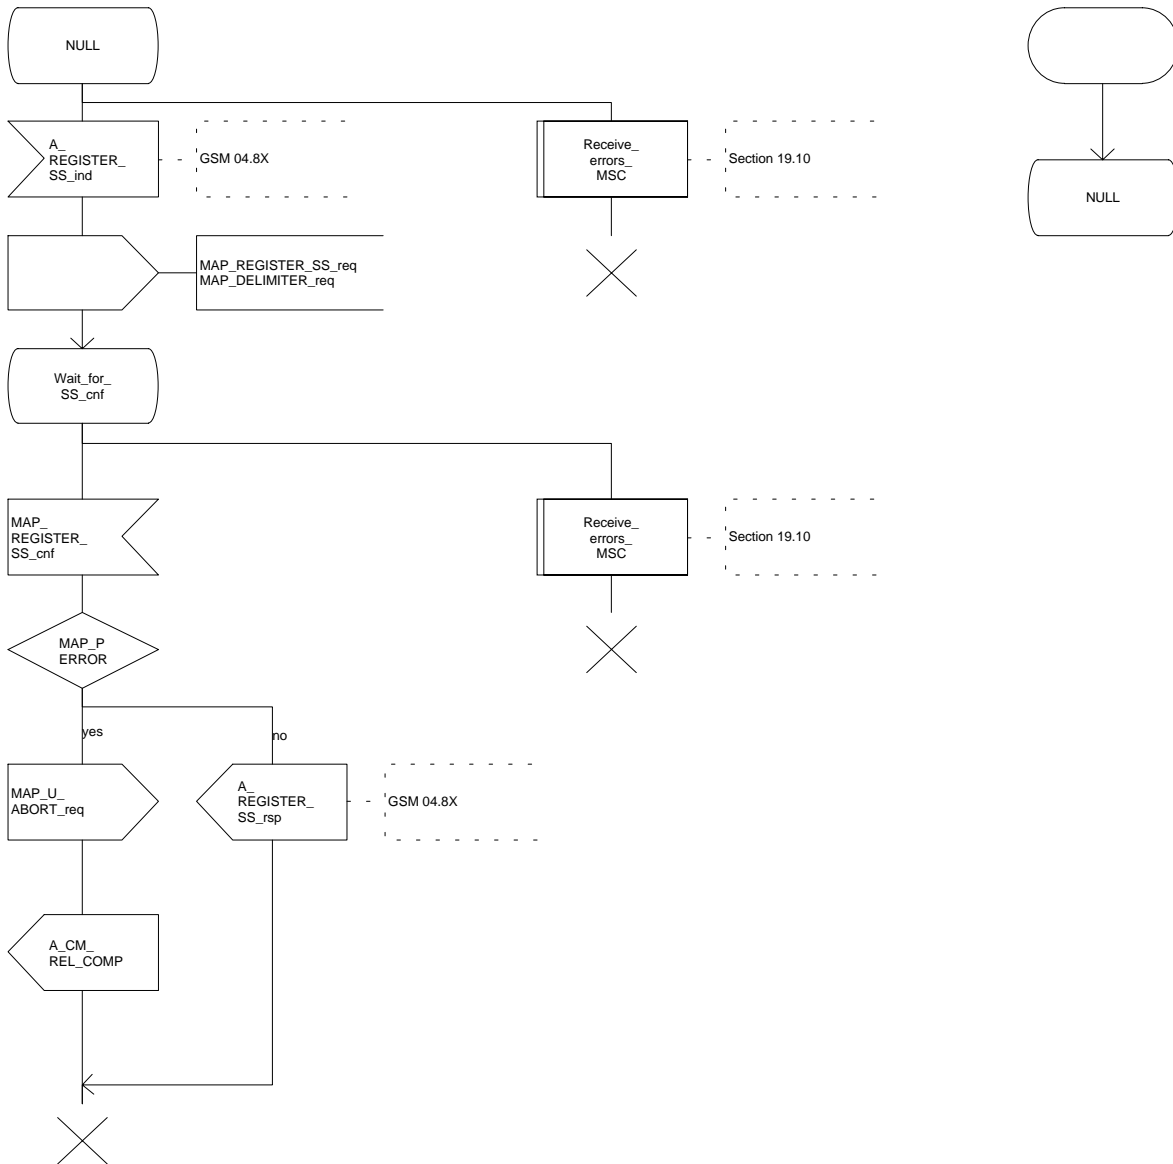 NULL
A_
REGISTER_
SS_ind
GSM 04.8X
Receive_
errors_
MSC
Section 19.10
NULL
MAP_REGISTER_SS_req
MAP_DELIMITER_req
Wait_for_
SS_cnf
MAP_
REGISTER_
SS_cnf
Receive_
errors_
MSC
Section 19.10
MAP_P
ERROR
yes
no
MAP_U_
ABORT_req
A_
REGISTER_
SS_rsp
GSM 04.8X
A_CM_
REL_COMP